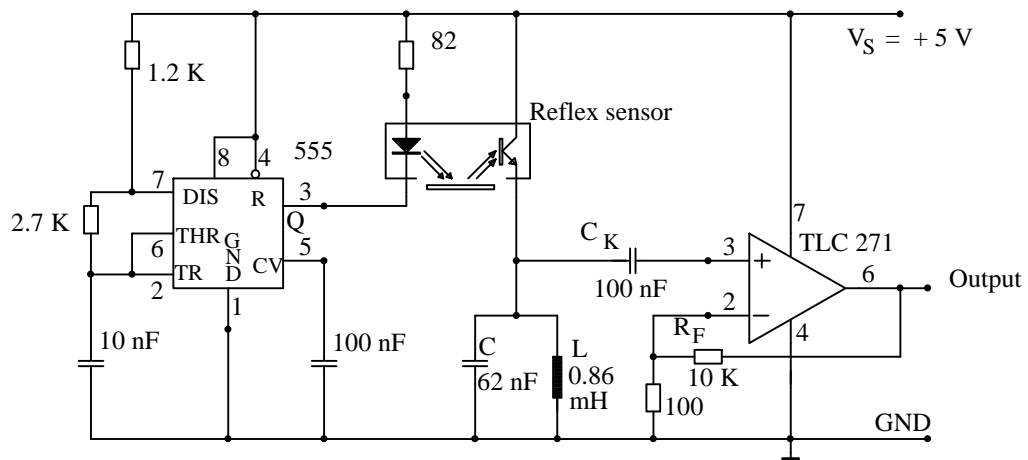 82
V_S = + 5 V
1.2 K
Reflex sensor
8
4
555
7
DIS
R
3
Q
2.7 K
THR
GND
6
5
CV
TR
2
1
C_K
100 nF
7
TLC 271
3
+
6
Output
2
−
R_F
4
10 K
100
10 nF
100 nF
C
62 nF
L
0.86
mH
GND